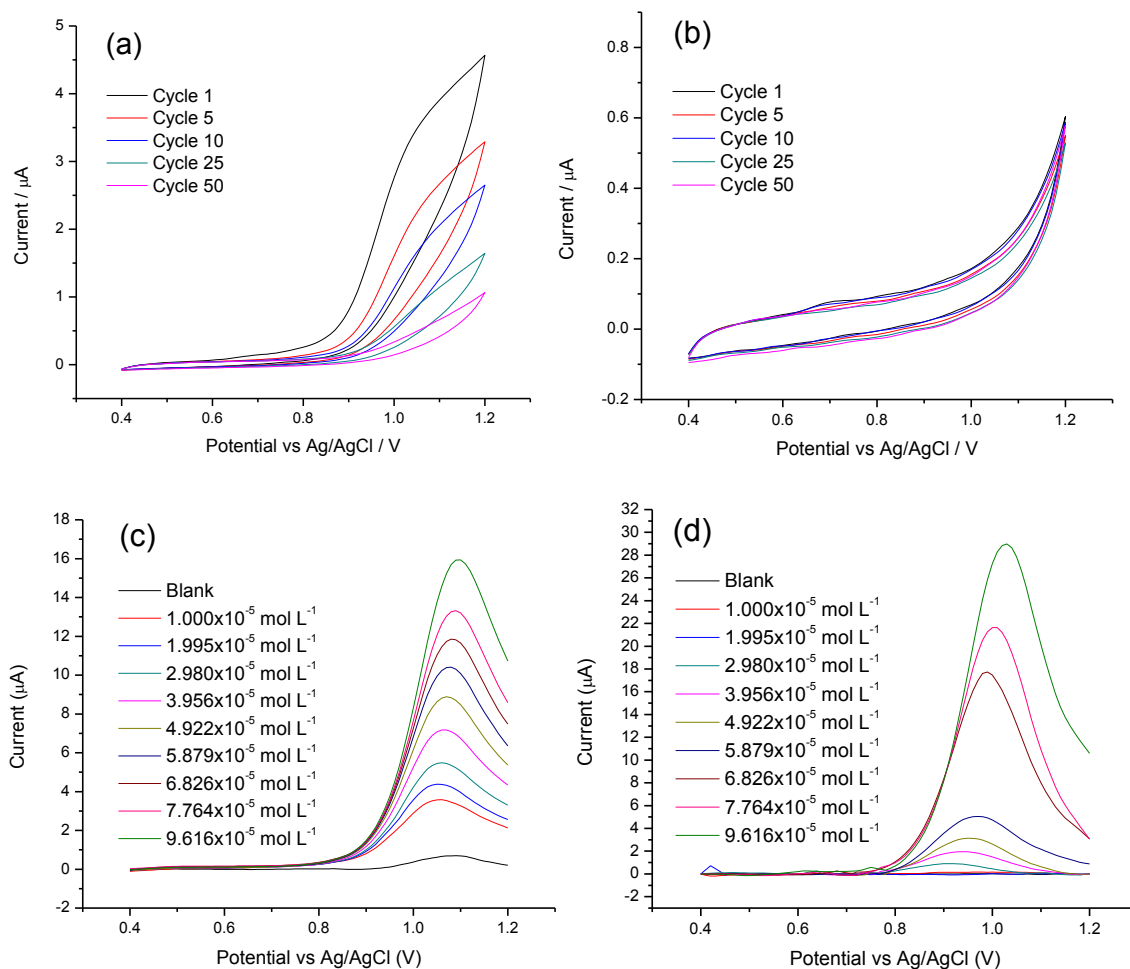 (a)
Cycle 1
Cycle 5
Cycle 10
Cycle 25
Cycle 50
5
4
3
2
1
0
Current / μA
0.4 0.6 0.8 1.0 1.2
Potential vs Ag/AgCl / V
(b)
Cycle 1
Cycle 5
Cycle 10
Cycle 25
Cycle 50
0.8
0.6
0.4
0.2
0.0
-0.2
Current / μA
0.4 0.6 0.8 1.0 1.2
Potential vs Ag/AgCl / V
(c)
Blank
1.000x10⁻⁵ mol L⁻¹
1.995x10⁻⁵ mol L⁻¹
2.980x10⁻⁵ mol L⁻¹
3.956x10⁻⁵ mol L⁻¹
4.922x10⁻⁵ mol L⁻¹
5.879x10⁻⁵ mol L⁻¹
6.826x10⁻⁵ mol L⁻¹
7.764x10⁻⁵ mol L⁻¹
9.616x10⁻⁵ mol L⁻¹
18
16
14
12
10
8
6
4
2
0
-2
Current (μA)
0.4 0.6 0.8 1.0 1.2
Potential vs Ag/AgCl (V)
(d)
Blank
1.000x10⁻⁵ mol L⁻¹
1.995x10⁻⁵ mol L⁻¹
2.980x10⁻⁵ mol L⁻¹
3.956x10⁻⁵ mol L⁻¹
4.922x10⁻⁵ mol L⁻¹
5.879x10⁻⁵ mol L⁻¹
6.826x10⁻⁵ mol L⁻¹
7.764x10⁻⁵ mol L⁻¹
9.616x10⁻⁵ mol L⁻¹
32
30
28
26
24
22
20
18
16
14
12
10
8
6
4
2
0
-2
Current (μA)
0.4 0.6 0.8 1.0 1.2
Potential vs Ag/AgCl (V)